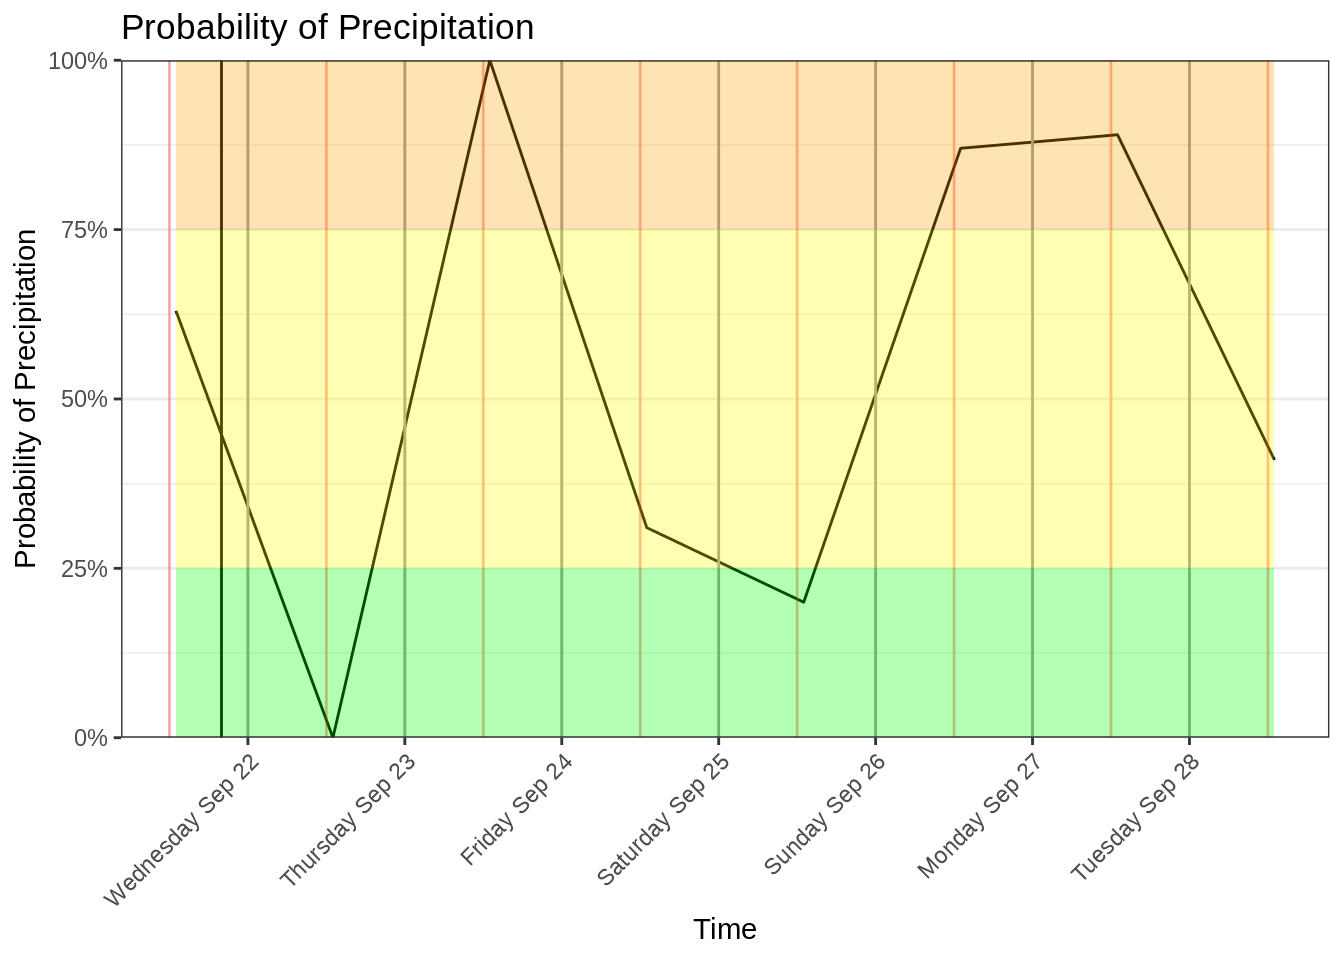 Probability of Precipitation
Probability of Precipitation
100%
75%
50%
25%
0%
Wednesday Sep 22
Thursday Sep 23
Friday Sep 24
Saturday Sep 25
Sunday Sep 26
Monday Sep 27
Tuesday Sep 28
Time